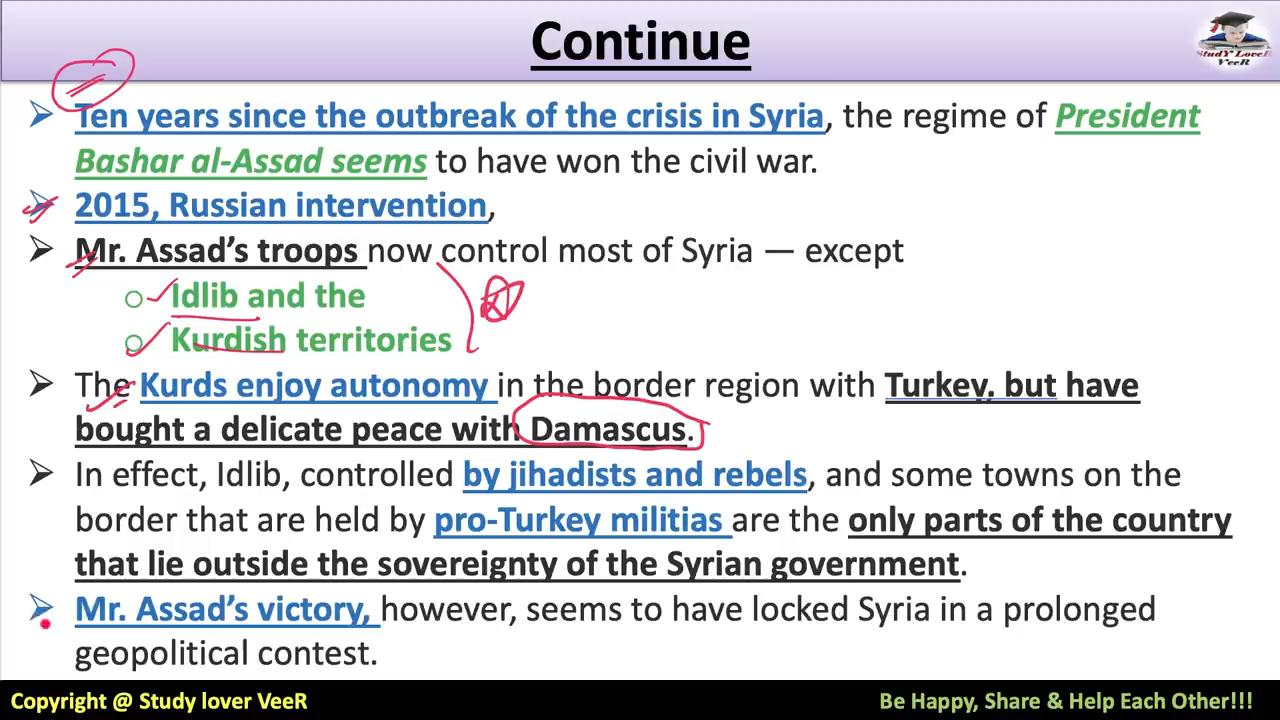 Continue
StudY LoveR
VeeR
➢ Ten years since the outbreak of the crisis in Syria, the regime of President
Bashar al-Assad seems to have won the civil war.
➢ 2015, Russian intervention,
➢ Mr. Assad’s troops now control most of Syria — except
o Idlib and the
o Kurdish territories
➢ The Kurds enjoy autonomy in the border region with Turkey, but have
bought a delicate peace with Damascus.
➢ In effect, Idlib, controlled by jihadists and rebels, and some towns on the
border that are held by pro-Turkey militias are the only parts of the country
that lie outside the sovereignty of the Syrian government.
➢ Mr. Assad’s victory, however, seems to have locked Syria in a prolonged
geopolitical contest.
Copyright @ Study lover VeeR
Be Happy, Share & Help Each Other!!!